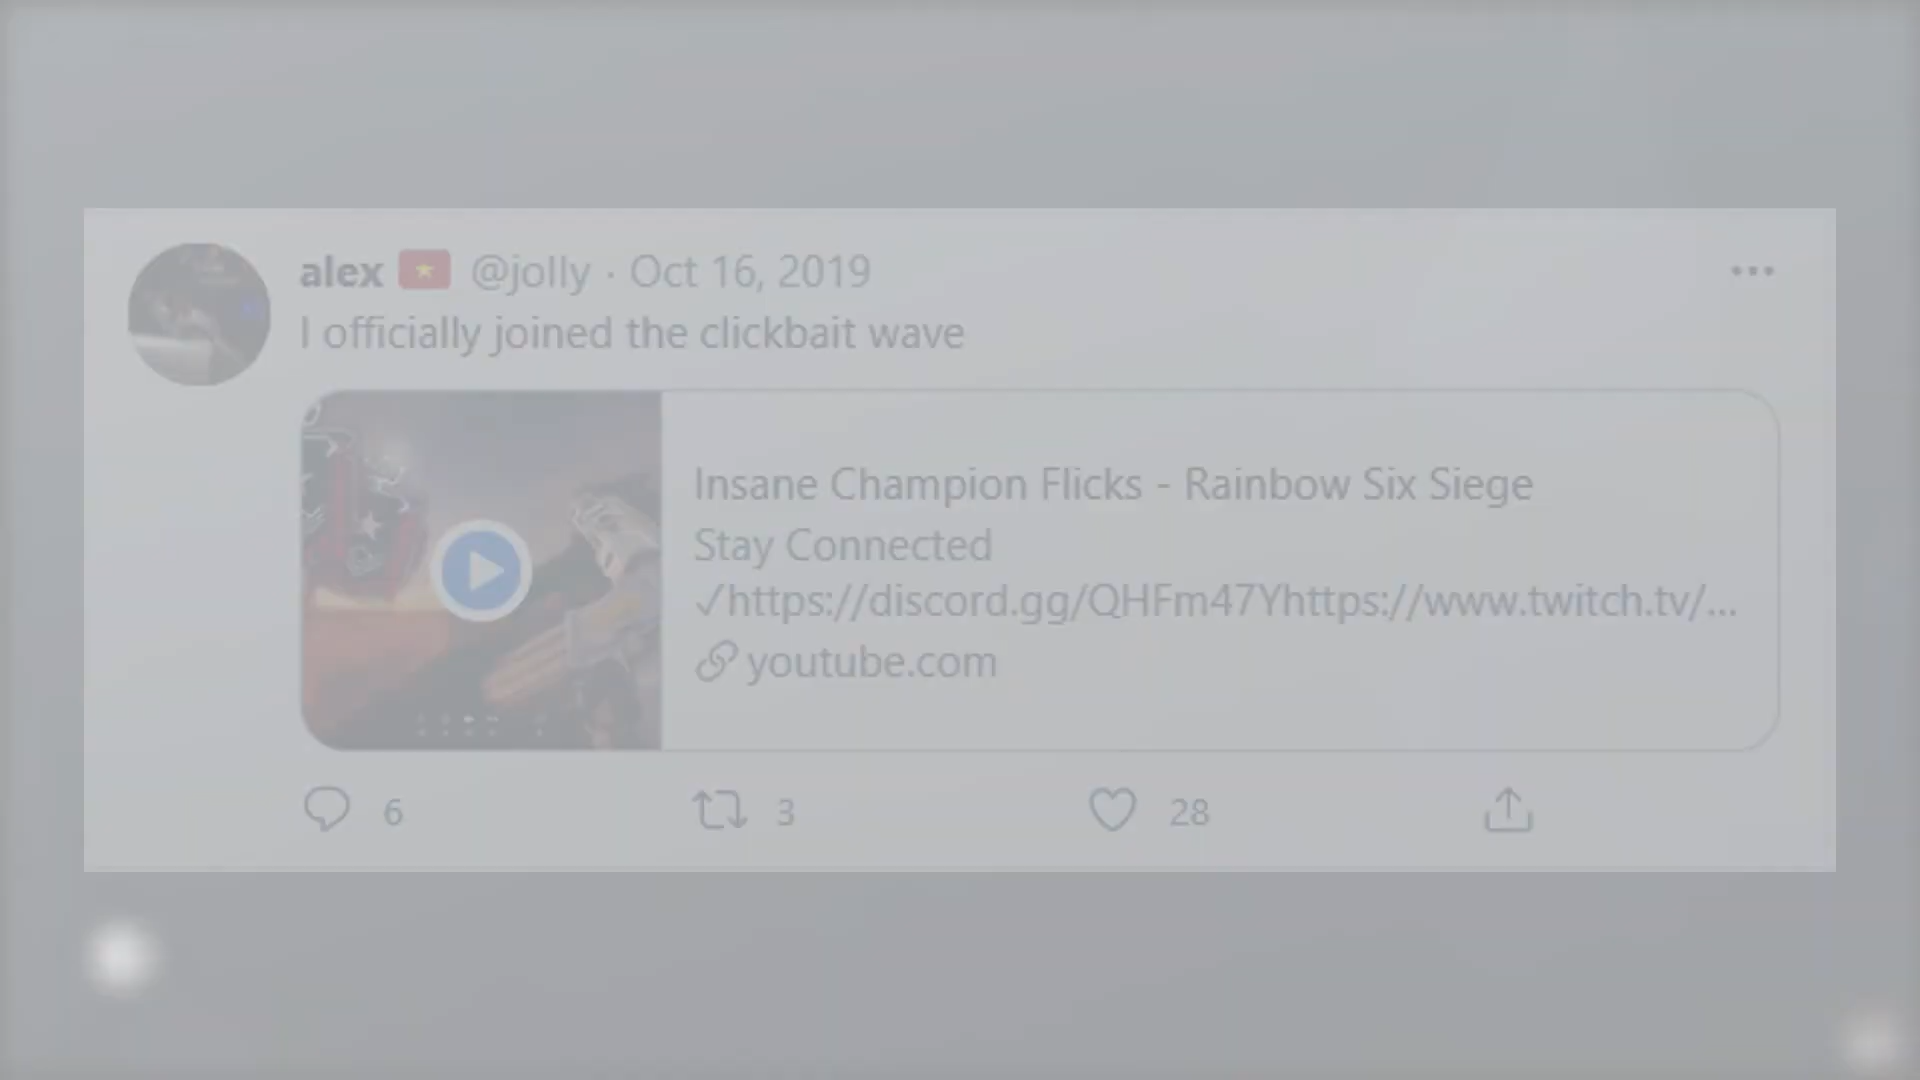 alex 🇻🇳 @jolly · Oct 16, 2019
I officially joined the clickbait wave
Insane Champion Flicks - Rainbow Six Siege
Stay Connected
✓https://discord.gg/QHFm47Yhttps://www.twitch.tv/...
youtube.com
6 3 28